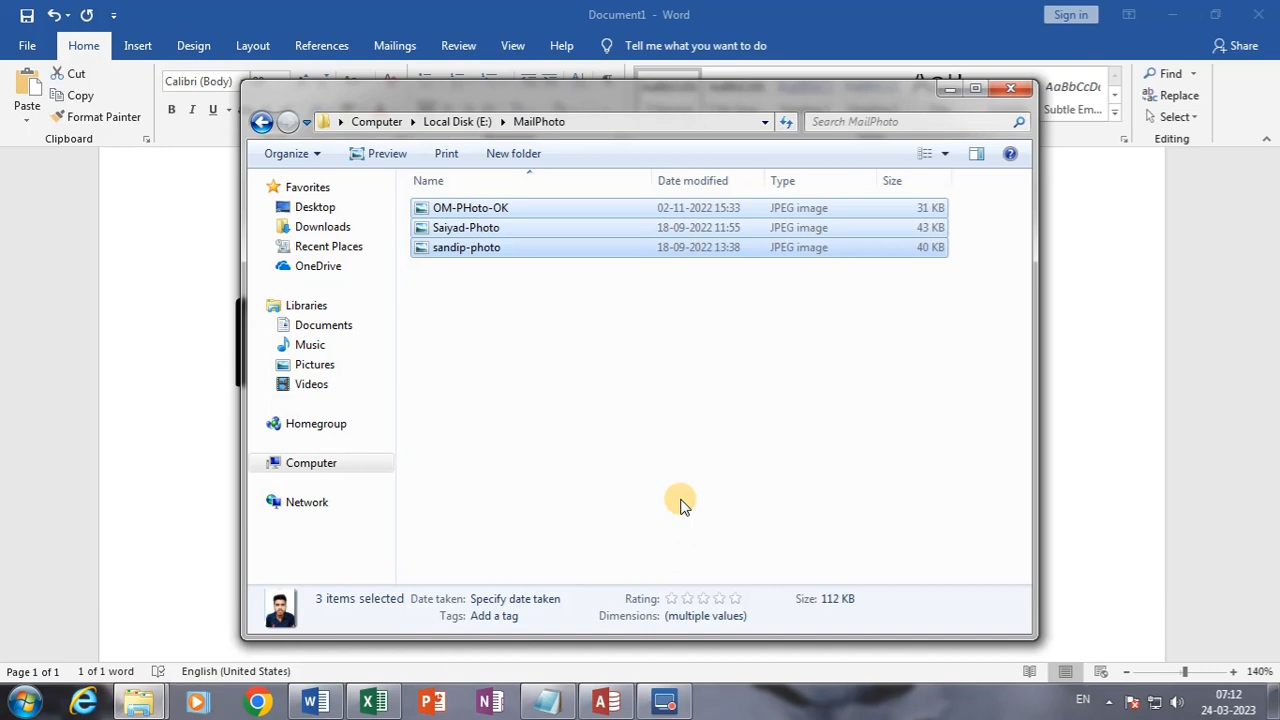 Document1 - Word
Sign in
File Home Insert Design Layout References Mailings Review View Help Tell me what you want to do Share
Cut
Copy
Format Painter
Paste
Clipboard
Calibri (Body)
B I U
AaBbCcDc
Subtle Em...
Find
Replace
Select
Editing
Computer Local Disk (E:) MailPhoto Search MailPhoto
Organize Preview Print New folder
Name Date modified Type Size
OM-PHoto-OK 02-11-2022 15:33 JPEG image 31 KB
Saiyad-Photo 18-09-2022 11:55 JPEG image 43 KB
sandip-photo 18-09-2022 13:38 JPEG image 40 KB
Favorites
Desktop
Downloads
Recent Places
OneDrive
Libraries
Documents
Music
Pictures
Videos
Homegroup
Computer
Network
3 items selected Date taken: Specify date taken Rating: Size: 112 KB
Tags: Add a tag Dimensions: (multiple values)
Page 1 of 1 1 of 1 word English (United States) 140%
EN 07:12
24-03-2023